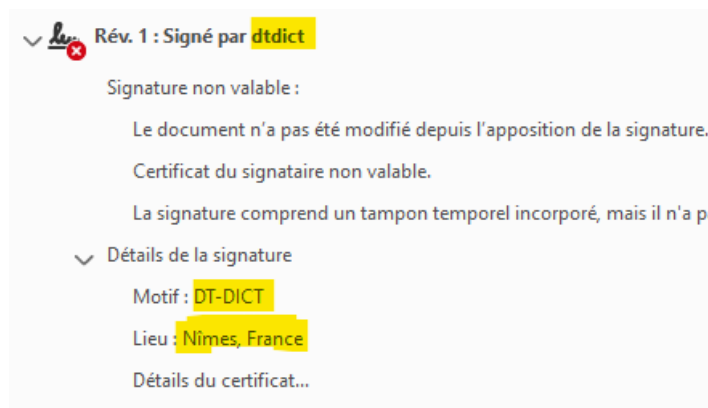 Rév. 1 : Signé par dtdict
Signature non valable :
Le document n’a pas été modifié depuis l’apposition de la signature.
Certificat du signataire non valable.
La signature comprend un tampon temporel incorporé, mais il n'a p
Détails de la signature
Motif : DT-DICT
Lieu : Nîmes, France
Détails du certificat...